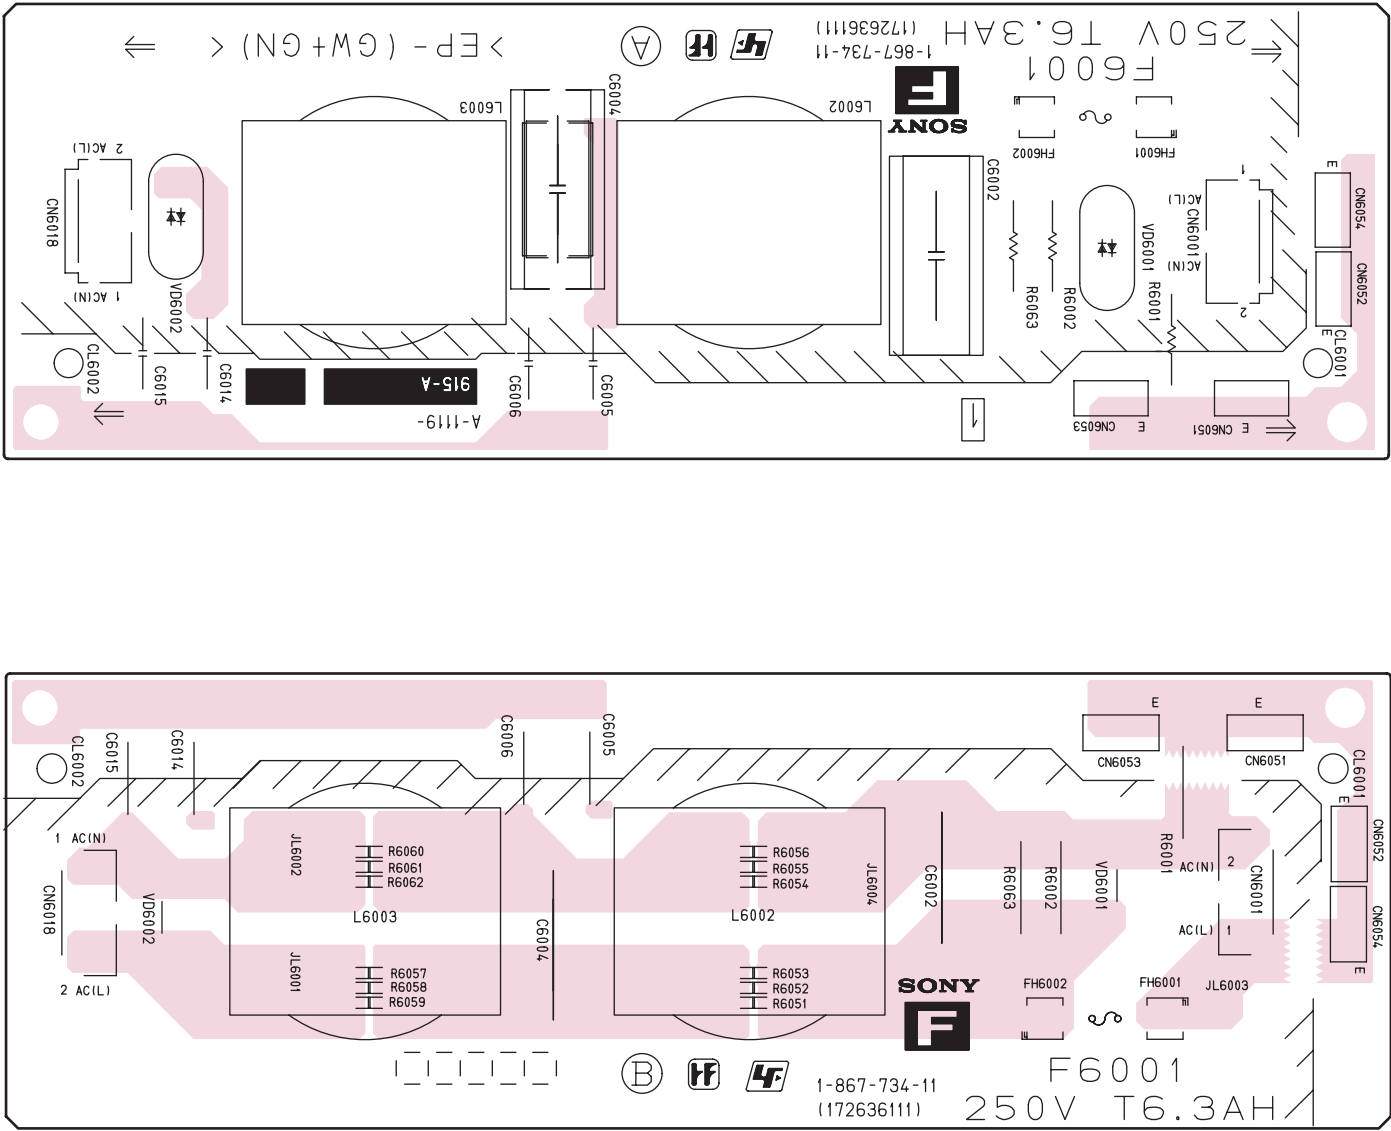 >EP-(GW+GN)<
A
(172636111)
1-867-734-11
250V T6.3AH
F6001
F
SONY
L6003
C6004
L6002
C6002
FH6002
FH6001
2 AC(L)
CN6018
1 AC(N)
VD6002
AC(L)
1
CN6001
AC(N)
2
VD6001
E
CN6054
CN6052
E
R6063
R6002
R6001
CL6002
C6015
C6014
915-A
A-1119-
C6006
C6005
1
CL6001
CN6053
E
CN6051
E
E
E
C6006
C6005
CL6002
C6015
C6014
CN6053
CN6051
CL6001
E
CN6052
1 AC(N)
JL6002
R6060
R6061
R6062
R6056
R6055
R6054
JL6004
R6001
AC(N)
2
CN6018
VD6002
L6003
C6004
L6002
C6002
R6063
R6002
VD6001
CN6001
CN6054
AC(L)
1
E
2 AC(L)
JL6001
R6057
R6058
R6059
R6053
R6052
R6051
SONY
F
FH6002
FH6001
JL6003
B
1-867-734-11
(172636111)
F6001
250V T6.3AH